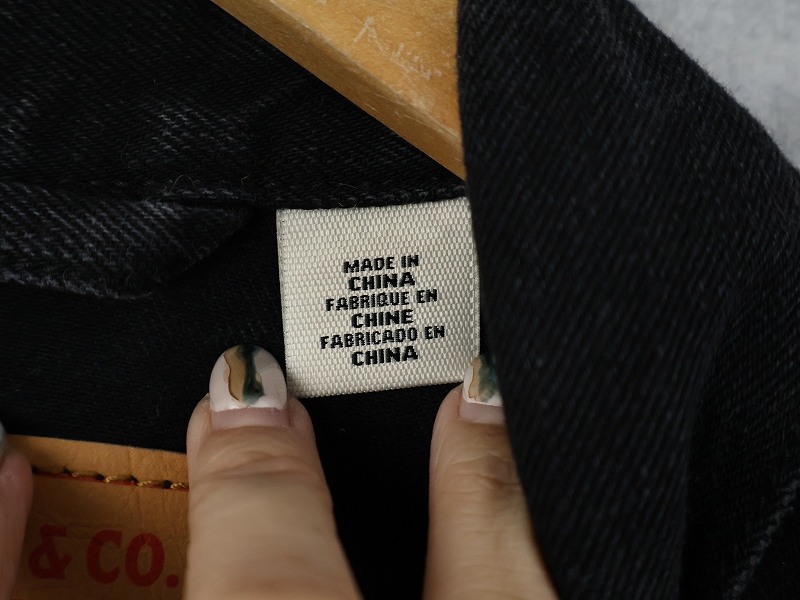 MADE IN
CHINA
FABRIQUE EN
CHINE
FABRICADO EN
CHINA
& CO.